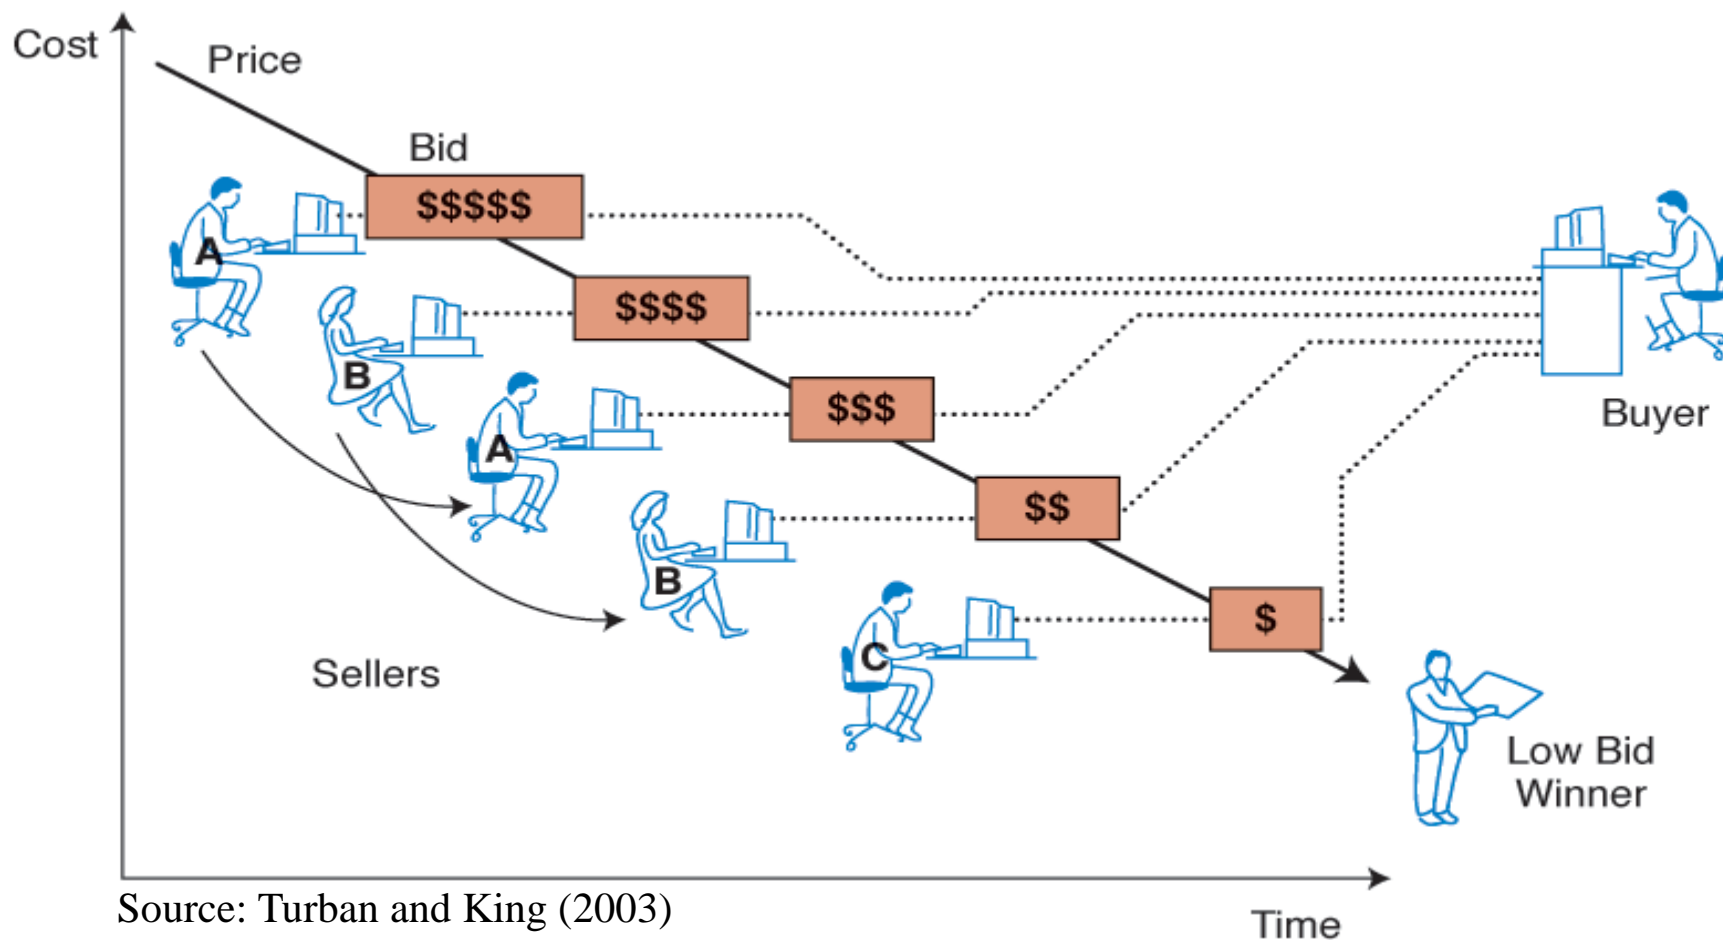 Cost
Price
Bid
$$$$$
A
$$$$
B
$$$
A
Buyer
$$
B
$
C
Sellers
Low Bid
Winner
Source: Turban and King (2003)
Time